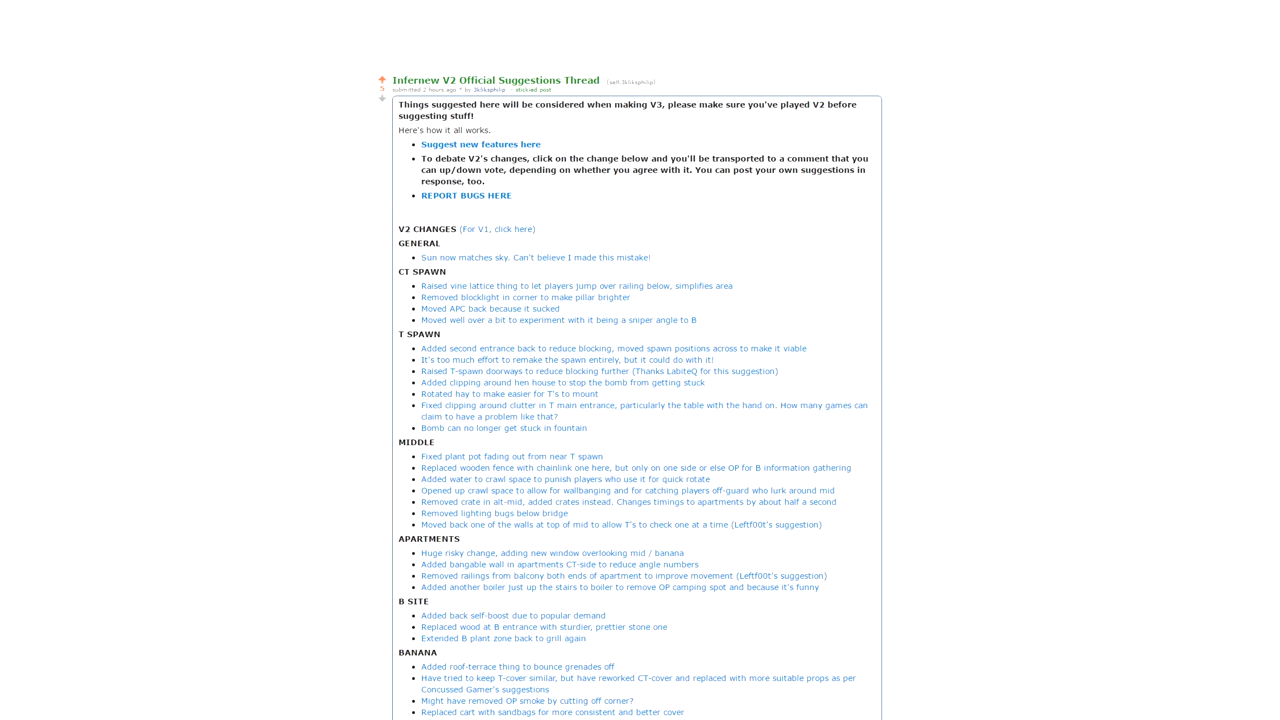 Infernew V2 Official Suggestions Thread (self.3kliksphilip)
5
submitted 2 hours ago * by 3kliksphilip - stickied post
Things suggested here will be considered when making V3, please make sure you've played V2 before
suggesting stuff!
Here's how it all works.
Suggest new features here
To debate V2's changes, click on the change below and you'll be transported to a comment that you
can up/down vote, depending on whether you agree with it. You can post your own suggestions in
response, too.
REPORT BUGS HERE
V2 CHANGES (For V1, click here)
GENERAL
Sun now matches sky. Can't believe I made this mistake!
CT SPAWN
Raised vine lattice thing to let players jump over railing below, simplifies area
Removed blocklight in corner to make pillar brighter
Moved APC back because it sucked
Moved well over a bit to experiment with it being a sniper angle to B
T SPAWN
Added second entrance back to reduce blocking, moved spawn positions across to make it viable
It's too much effort to remake the spawn entirely, but it could do with it!
Raised T-spawn doorways to reduce blocking further (Thanks LabiteQ for this suggestion)
Added clipping around hen house to stop the bomb from getting stuck
Rotated hay to make easier for T's to mount
Fixed clipping around clutter in T main entrance, particularly the table with the hand on. How many games can
claim to have a problem like that?
Bomb can no longer get stuck in fountain
MIDDLE
Fixed plant pot fading out from near T spawn
Replaced wooden fence with chainlink one here, but only on one side or else OP for B information gathering
Added water to crawl space to punish players who use it for quick rotate
Opened up crawl space to allow for wallbanging and for catching players off-guard who lurk around mid
Removed crate in alt-mid, added crates instead. Changes timings to apartments by about half a second
Removed lighting bugs below bridge
Moved back one of the walls at top of mid to allow T's to check one at a time (Leftf00t's suggestion)
APARTMENTS
Huge risky change, adding new window overlooking mid / banana
Added bangable wall in apartments CT-side to reduce angle numbers
Removed railings from balcony both ends of apartment to improve movement (Leftf00t's suggestion)
Added another boiler just up the stairs to boiler to remove OP camping spot and because it's funny
B SITE
Added back self-boost due to popular demand
Replaced wood at B entrance with sturdier, prettier stone one
Extended B plant zone back to grill again
BANANA
Added roof-terrace thing to bounce grenades off
Have tried to keep T-cover similar, but have reworked CT-cover and replaced with more suitable props as per
Concussed Gamer's suggestions
Might have removed OP smoke by cutting off corner?
Replaced cart with sandbags for more consistent and better cover